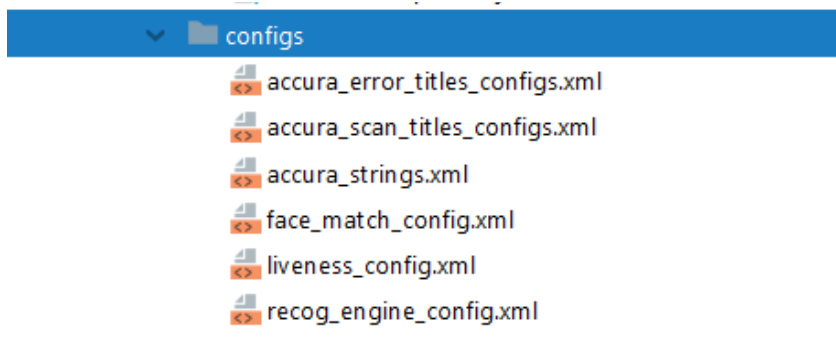 configs
accura_error_titles_configs.xml
accura_scan_titles_configs.xml
accura_strings.xml
face_match_config.xml
liveness_config.xml
recog_engine_config.xml